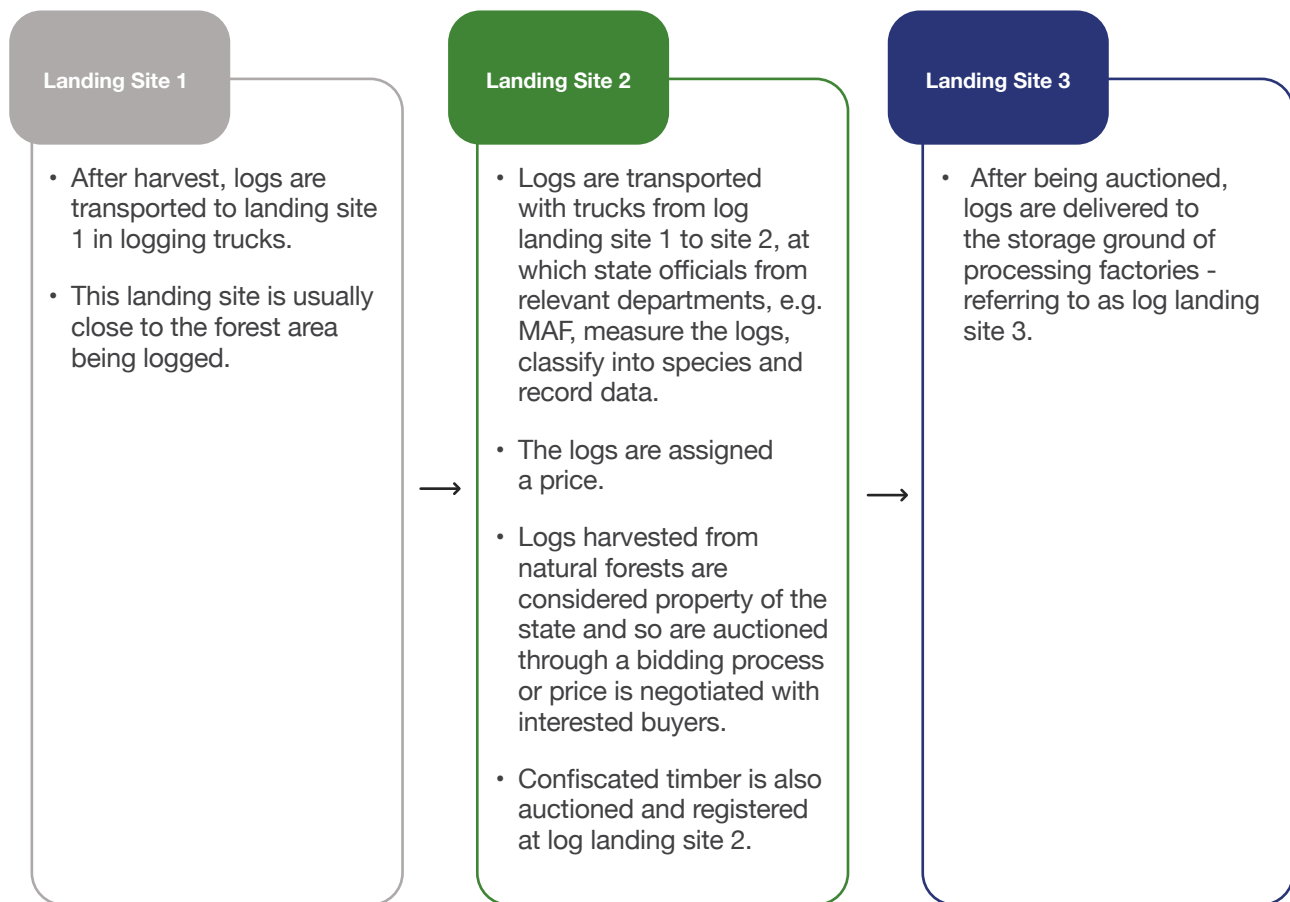 Landing Site 1
• After harvest, logs are
transported to landing site
1 in logging trucks.
• This landing site is usually
close to the forest area
being logged.
Landing Site 2
• Logs are transported
with trucks from log
landing site 1 to site 2, at
which state officials from
relevant departments, e.g.
MAF, measure the logs,
classify into species and
record data.
• The logs are assigned
a price.
• Logs harvested from
natural forests are
considered property of the
state and so are auctioned
through a bidding process
or price is negotiated with
interested buyers.
• Confiscated timber is also
auctioned and registered
at log landing site 2.
Landing Site 3
• After being auctioned,
logs are delivered to
the storage ground of
processing factories -
referring to as log landing
site 3.